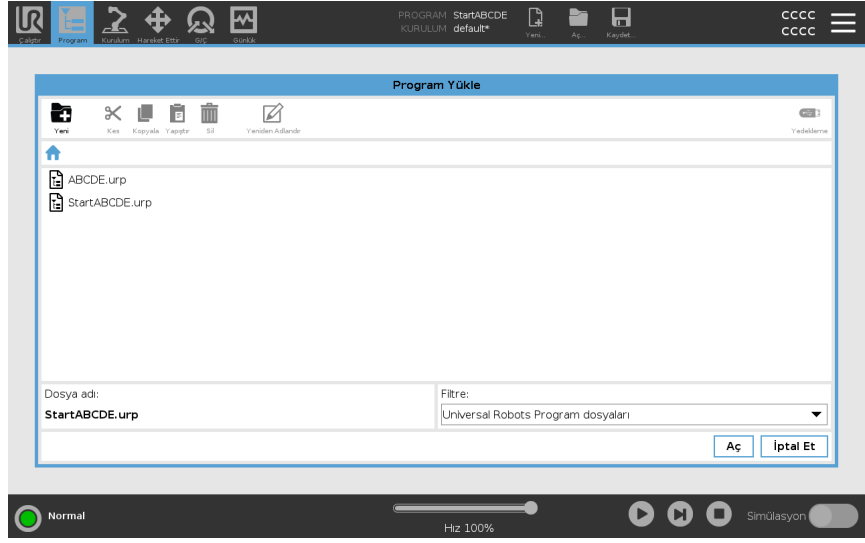 UR
PROGRAM StartABCDE
KURULUM default*
CCCC
CCCC
Çalıştır Program Kurulum Hareket Ettir G/Ç Günlük Yeni... Aç... Kaydet...
Program Yükle
Yeni Kes Kopyala Yapıştır Sil Yeniden Adlandır Yedekleme
ABCDE.urp
StartABCDE.urp
Dosya adı: Filtre:
StartABCDE.urp Universal Robots Program dosyaları
Aç İptal Et
Normal Hız 100% Simülasyon